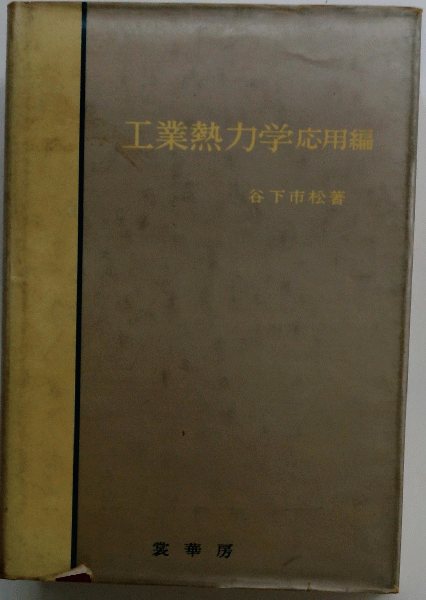 工業熱力学応用編
谷下市松著
裳華房